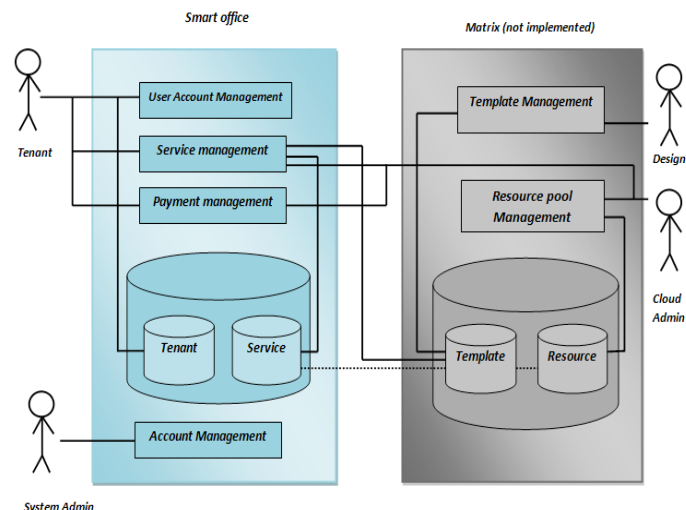 Smart office
Matrix (not implemented)
User Account Management
Template Management
Tenant
Service management
Design
Payment management
Resource pool
Management
Cloud
Admin
Tenant
Service
Template
Resource
Account Management
System Admin